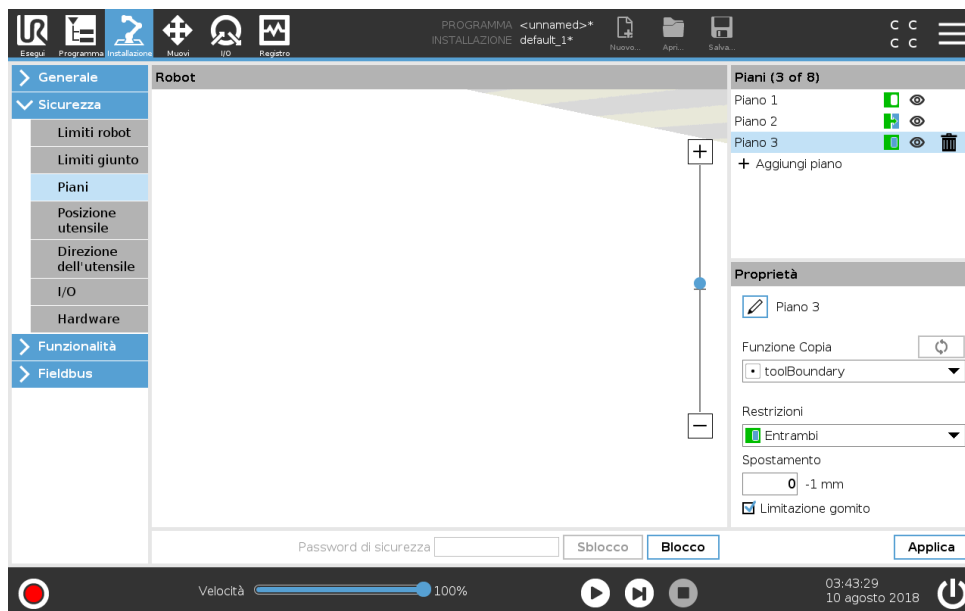 PROGRAMMA <unnamed>*
INSTALLAZIONE default_1*
Esegui
Programma
Installazione
Muovi
I/O
Registro
Nuovo...
Apri...
Salva...
C C
C C
Generale
Sicurezza
Limiti robot
Limiti giunto
Piani
Posizione
utensile
Direzione
dell'utensile
I/O
Hardware
Funzionalità
Fieldbus
Robot
Piani (3 of 8)
Piano 1
Piano 2
Piano 3
Aggiungi piano
Proprietà
Piano 3
Funzione Copia
toolBoundary
Restrizioni
Entrambi
Spostamento
0 -1 mm
Limitazione gomito
Password di sicurezza
Sblocco
Blocco
Applica
Velocità
100%
03:43:29
10 agosto 2018